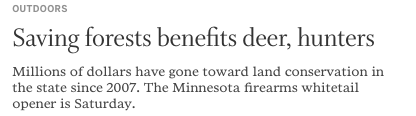 OUTDOORS
Saving forests benefits deer, hunters
Millions of dollars have gone toward land conservation in
the state since 2007. The Minnesota firearms whitetail
opener is Saturday.